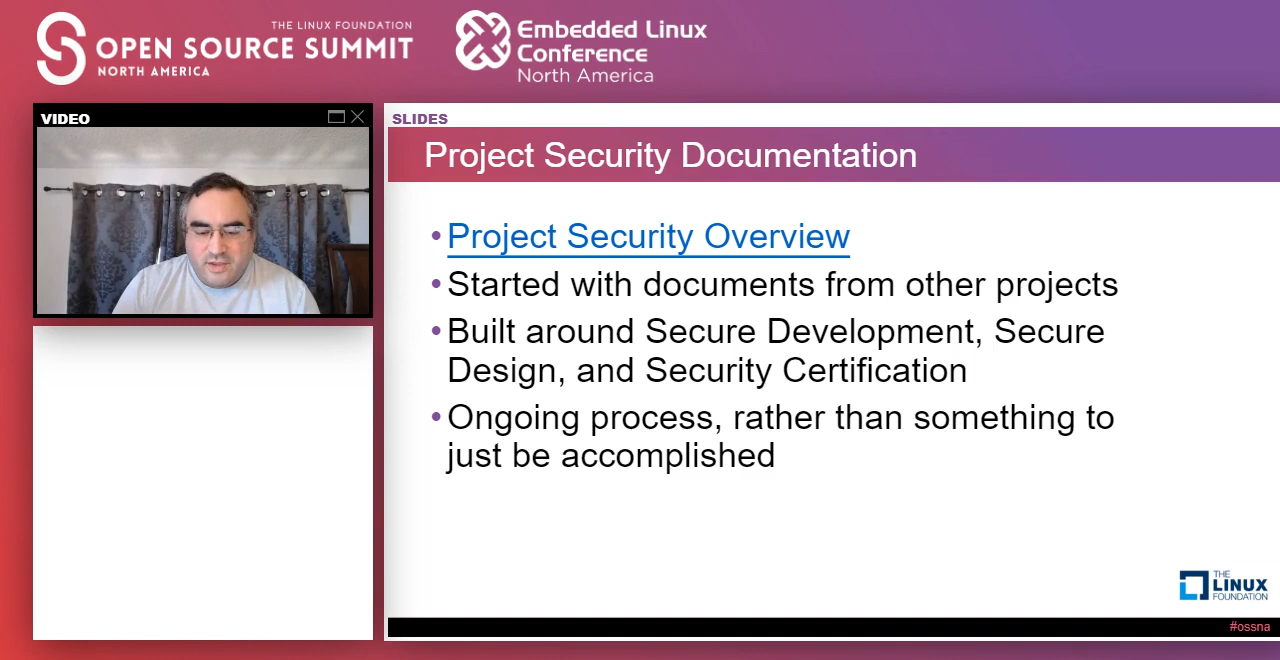 THE LINUX FOUNDATION
OPEN SOURCE SUMMIT
NORTH AMERICA
Embedded Linux
Conference
North America
VIDEO
SLIDES
Project Security Documentation
•Project Security Overview
•Started with documents from other projects
•Built around Secure Development, Secure
Design, and Security Certification
•Ongoing process, rather than something to
just be accomplished
THE
LINUX
FOUNDATION
#ossna